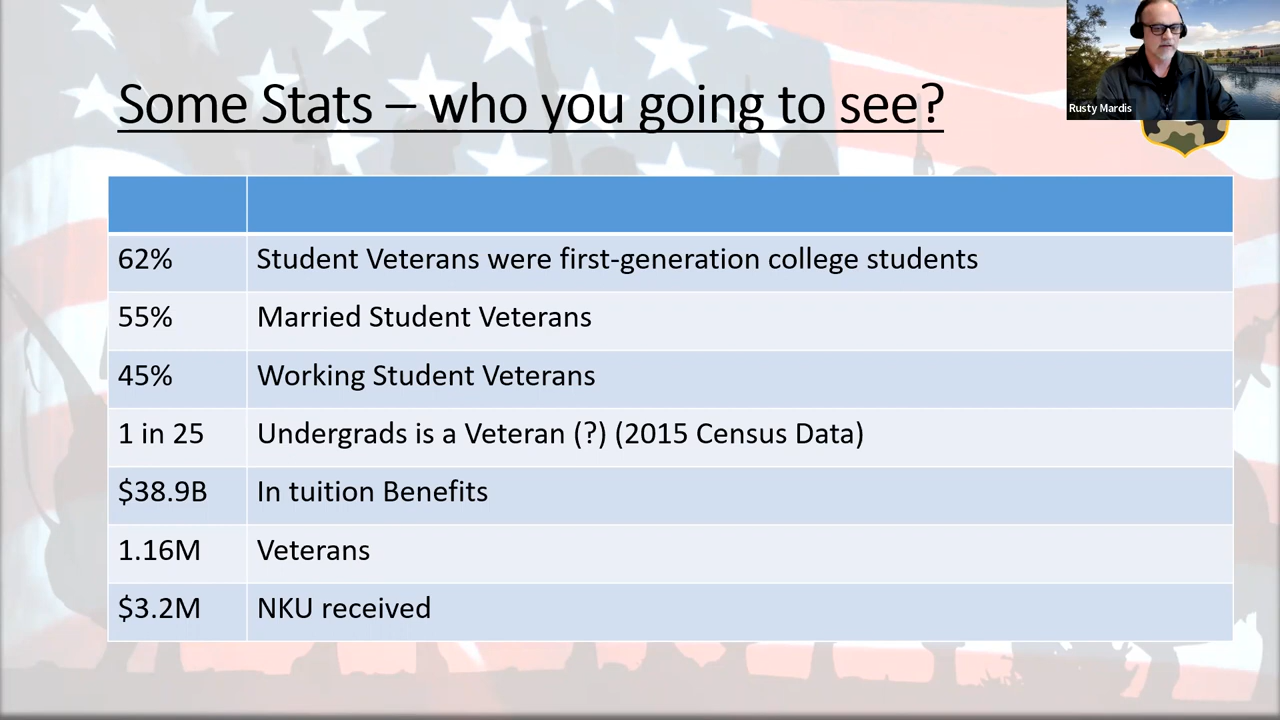 Rusty Mardis
Some Stats – who you going to see?
62% Student Veterans were first-generation college students
55% Married Student Veterans
45% Working Student Veterans
1 in 25 Undergrads is a Veteran (?) (2015 Census Data)
$38.9B In tuition Benefits
1.16M Veterans
$3.2M NKU received